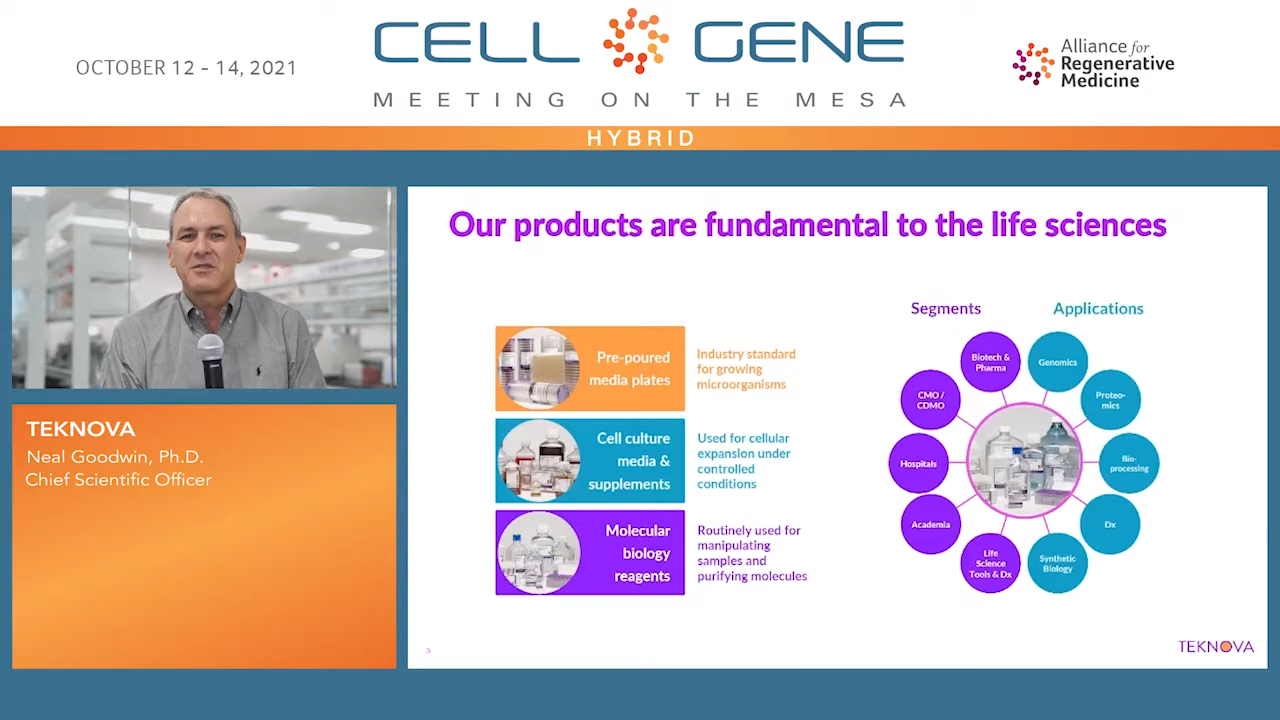 OCTOBER 12 - 14, 2021
CELL GENE
MEETING ON THE MESA
Alliance for
Regenerative
Medicine
HYBRID
TEKNOVA
Neal Goodwin, Ph.D.
Chief Scientific Officer
Our products are fundamental to the life sciences
Pre-poured
media plates
Industry standard
for growing
microorganisms
Cell culture
media &
supplements
Used for cellular
expansion under
controlled
conditions
Molecular
biology
reagents
Routinely used for
manipulating
samples and
purifying molecules
Segments
Applications
Biotech &
Pharma
Genomics
CMO /
CDMO
Proteo-
mics
Hospitals
Bio-
processing
Academia
Dx
Life
Science
Tools & Dx
Synthetic
Biology
TEKNOVA